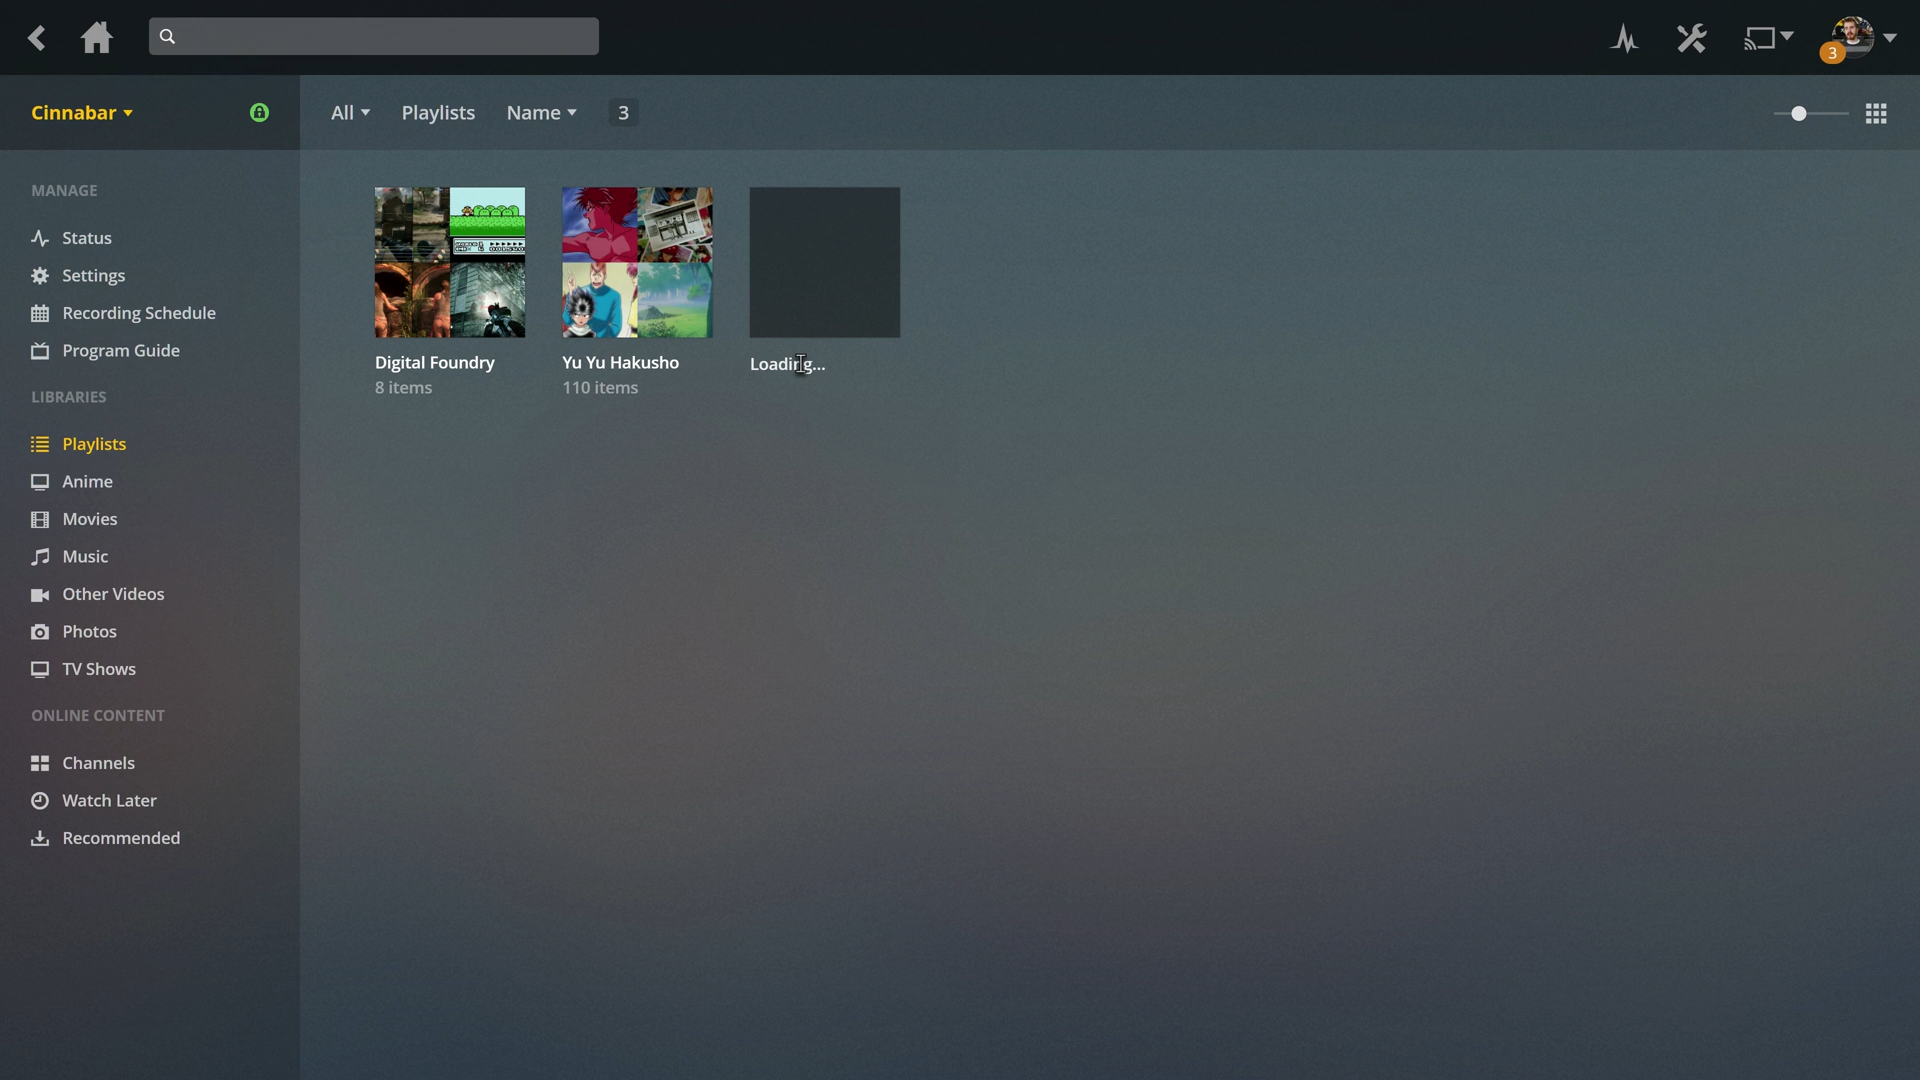 3
Cinnabar
All
Playlists
Name
3
MANAGE
Status
Settings
Recording Schedule
Program Guide
LIBRARIES
Playlists
Anime
Movies
Music
Other Videos
Photos
TV Shows
ONLINE CONTENT
Channels
Watch Later
Recommended
Digital Foundry
8 items
Yu Yu Hakusho
110 items
Loading...